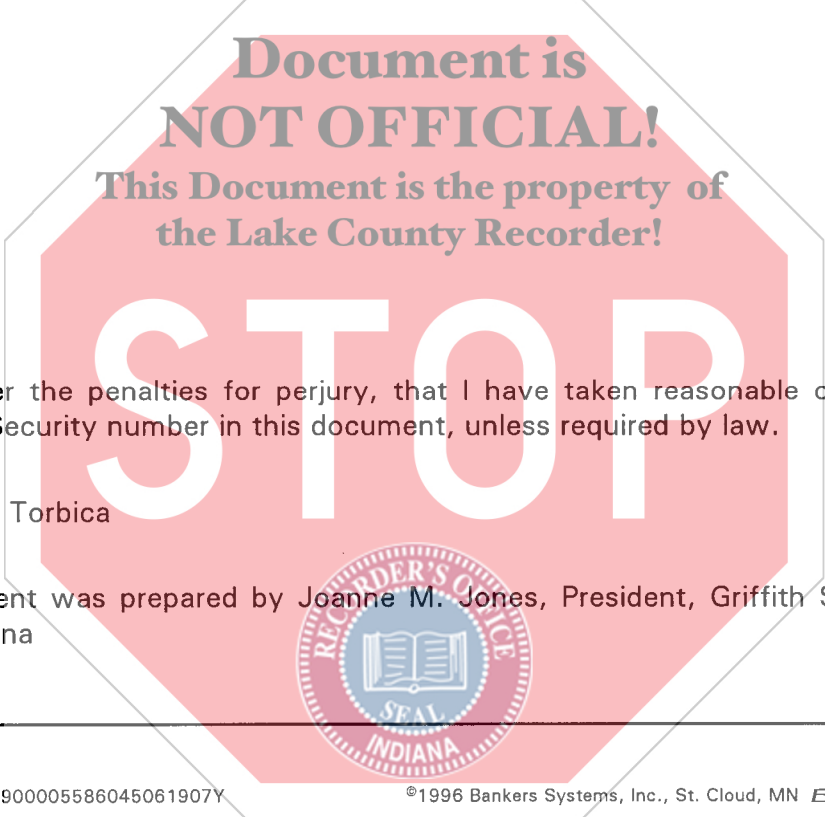 Document is
NOT OFFICIAL!
This Document is the property of
the Lake County Recorder!
STOP
er the penalties for perjury, that I have taken reasonable c
Security number in this document, unless required by law.
Torbica
ent was prepared by Joanne M. Jones, President, Griffith S
na
RECORDER'S OFFICE
SEAL
INDIANA
900005586045061907Y
©1996 Bankers Systems, Inc., St. Cloud, MN E